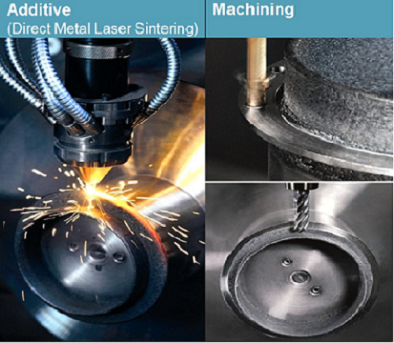 Additive
(Direct Metal Laser Sintering)
Machining